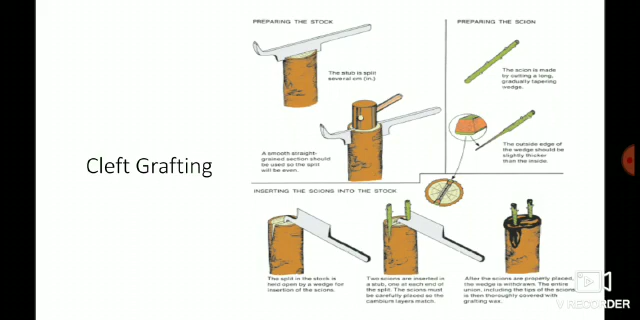 Cleft Grafting
PREPARING THE STOCK
The stub is split
several cm (in.)
A smooth straight-
grained section should
be used so the split
will be even.
PREPARING THE SCION
The scion is made
by cutting a long,
gradually tapering
wedge.
The outside edge of
the wedge should be
slightly thicker
than the inside.
INSERTING THE SCIONS INTO THE STOCK
The split in the stock is
held open by a wedge for
insertion of the scions.
Two scions are inserted in
a stub, one at each end of
the split. The scions must
be carefully placed so the
cambium layers match.
After the scions are properly placed,
the wedge is withdrawn. The entire
union, including the tips of the scions
is then thoroughly covered with
grafting wax.
V RECORDER